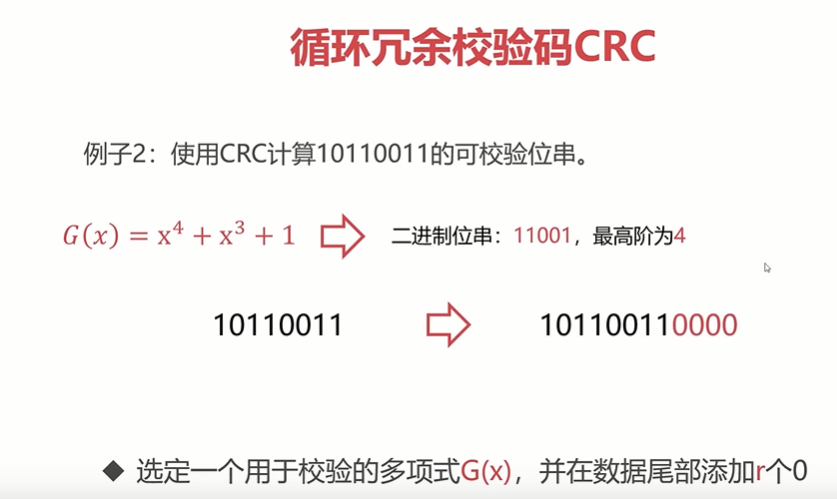 循环冗余校验码CRC
例子2：使用CRC计算10110011的可校验位串。
G(x) = x⁴ + x³ + 1 二进制位串：11001，最高阶为4
10110011 101100110000
◆ 选定一个用于校验的多项式G(x)，并在数据尾部添加r个0